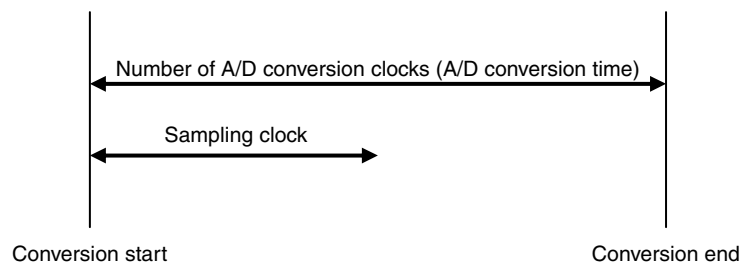 Number of A/D conversion clocks (A/D conversion time)
Sampling clock
Conversion start
Conversion end